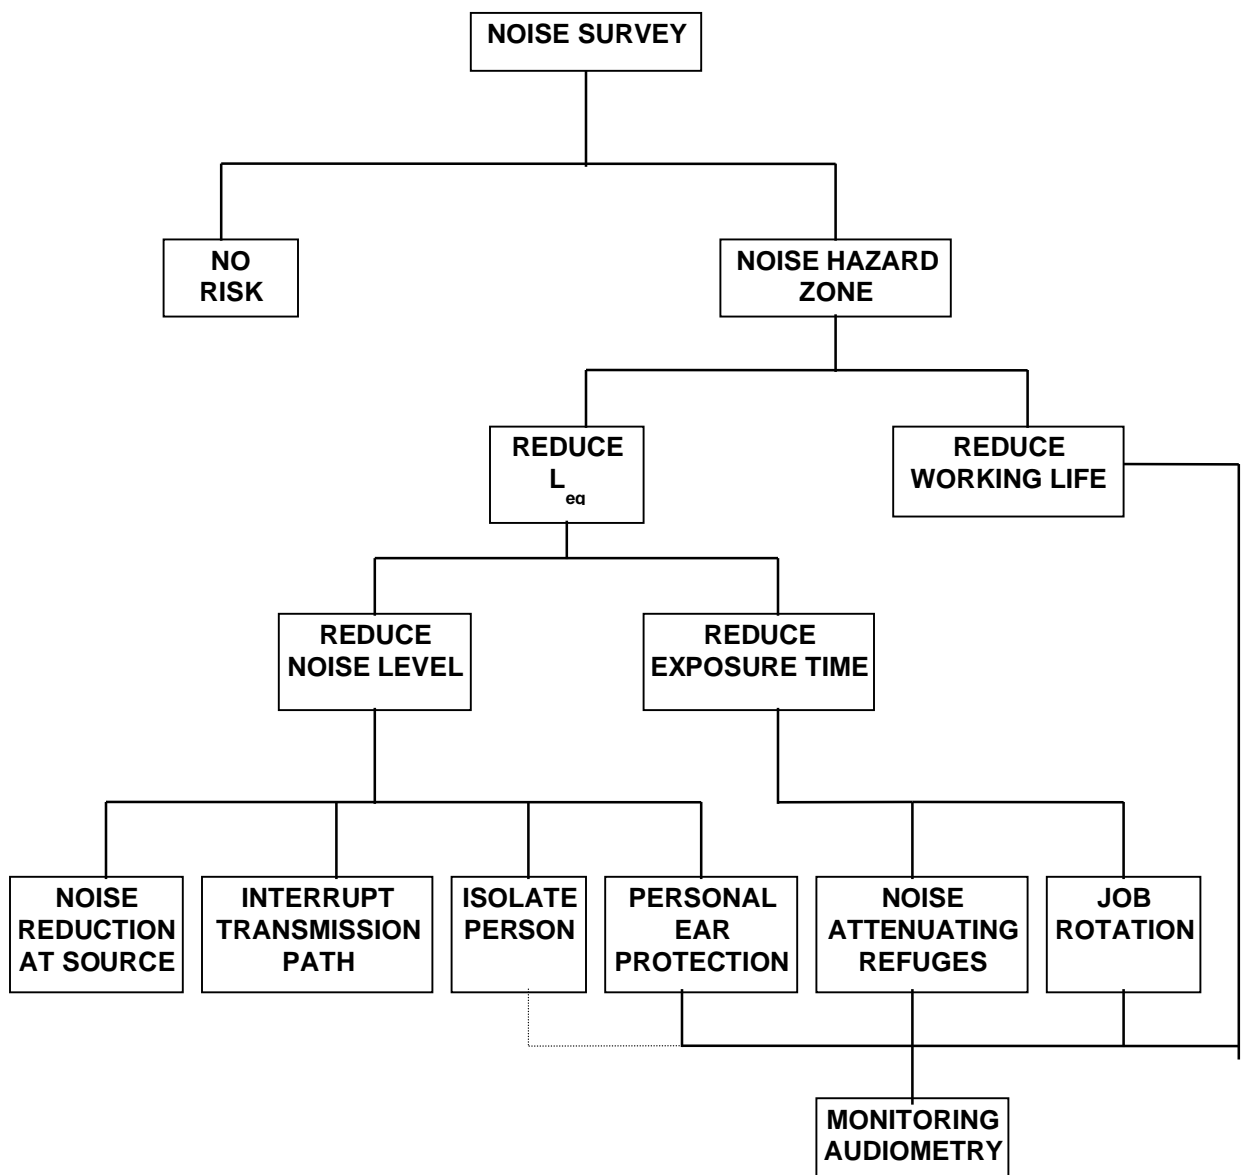 NOISE SURVEY
NO
RISK
NOISE HAZARD
ZONE
REDUCE
L
eq
REDUCE
WORKING LIFE
REDUCE
NOISE LEVEL
REDUCE
EXPOSURE TIME
NOISE
REDUCTION
AT SOURCE
INTERRUPT
TRANSMISSION
PATH
ISOLATE
PERSON
PERSONAL
EAR
PROTECTION
NOISE
ATTENUATING
REFUGES
JOB
ROTATION
MONITORING
AUDIOMETRY